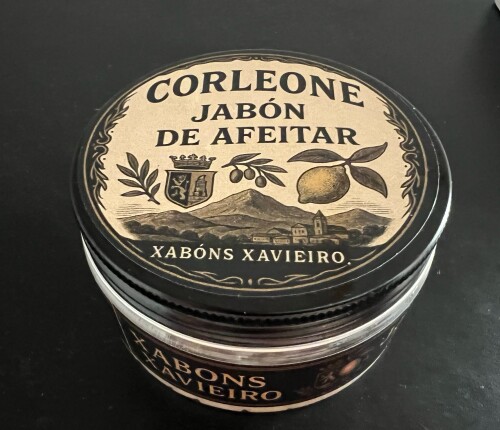 CORLEONE
JABÓN
DE AFEITAR
XABÓNS XAVIEIRO.
XABONS
XAVIEIRO